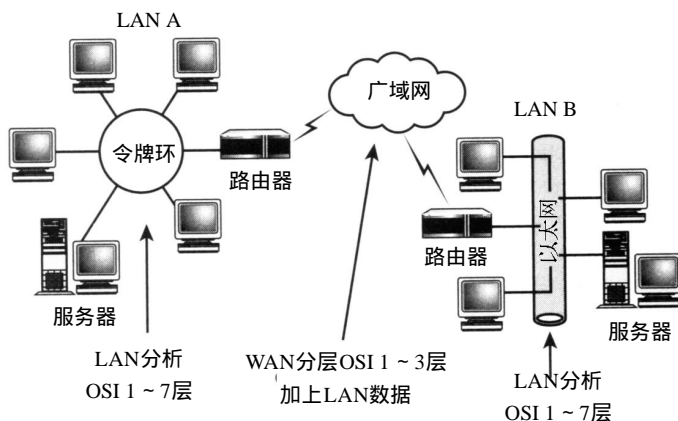 LAN A
广域网
LAN B
令牌环
路由器
以太网
路由器
服务器
服务器
LAN分析
OSI 1 ~ 7层
WAN分层OSI 1 ~ 3层
加上LAN数据
LAN分析
OSI 1 ~ 7层